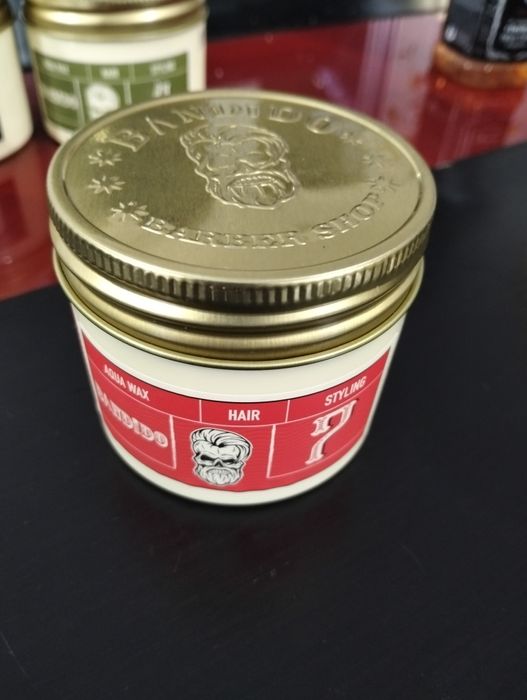 BANDIDO
BARBER SHOP
AQUA WAX
HAIR
STYLING
BANDIDO
7